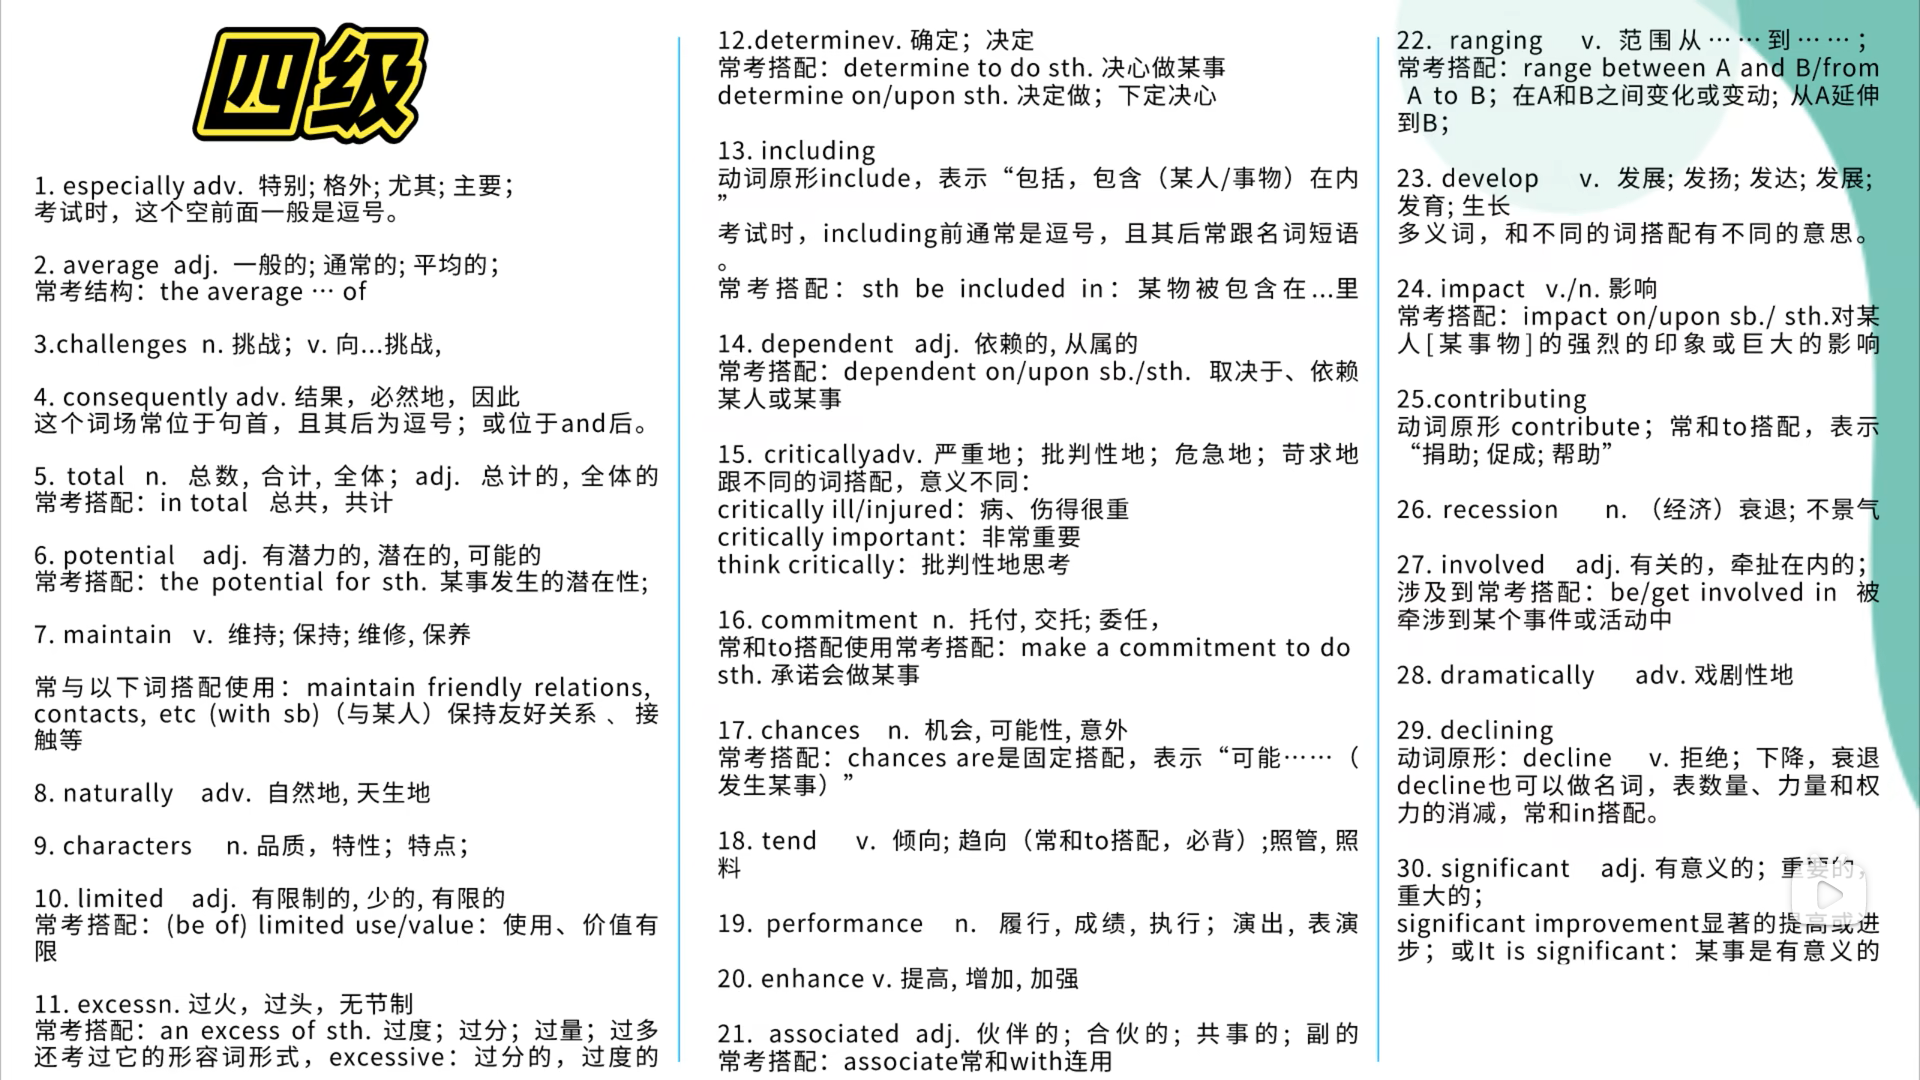 四级
1. especially adv. 特别; 格外; 尤其; 主要；
考试时，这个空前面一般是逗号。
2. average adj. 一般的; 通常的; 平均的；
常考结构：the average … of
3.challenges n. 挑战；v. 向...挑战,
4. consequently adv. 结果，必然地，因此
这个词场常位于句首，且其后为逗号；或位于and后。
5. total n. 总数, 合计, 全体；adj. 总计的, 全体的
常考搭配：in total 总共，共计
6. potential adj. 有潜力的, 潜在的, 可能的
常考搭配：the potential for sth. 某事发生的潜在性;
7. maintain v. 维持; 保持; 维修, 保养
常与以下词搭配使用：maintain friendly relations,
contacts, etc (with sb)（与某人）保持友好关系 、 接
触等
8. naturally adv. 自然地, 天生地
9. characters n. 品质，特性；特点；
10. limited adj. 有限制的, 少的, 有限的
常考搭配：(be of) limited use/value：使用、价值有
限
11. excessn. 过火，过头，无节制
常考搭配：an excess of sth. 过度；过分；过量；过多
还考过它的形容词形式，excessive：过分的，过度的
12.determinev. 确定；决定
常考搭配：determine to do sth. 决心做某事
determine on/upon sth. 决定做；下定决心
13. including
动词原形include，表示“包括，包含（某人/事物）在内
”
考试时，including前通常是逗号，且其后常跟名词短语
。
常考搭配：sth be included in：某物被包含在...里
14. dependent adj. 依赖的, 从属的
常考搭配：dependent on/upon sb./sth. 取决于、依赖
某人或某事
15. criticallyadv. 严重地；批判性地；危急地；苛求地
跟不同的词搭配，意义不同：
critically ill/injured：病、伤得很重
critically important：非常重要
think critically：批判性地思考
16. commitment n. 托付, 交托; 委任，
常和to搭配使用常考搭配：make a commitment to do
sth. 承诺会做某事
17. chances n. 机会, 可能性, 意外
常考搭配：chances are是固定搭配，表示“可能……（
发生某事）”
18. tend v. 倾向; 趋向（常和to搭配，必背）;照管, 照
料
19. performance n. 履行, 成绩, 执行；演出, 表演
20. enhance v. 提高, 增加, 加强
21. associated adj. 伙伴的；合伙的；共事的；副的
常考搭配：associate常和with连用
22. ranging v. 范围从……到……；
常考搭配：range between A and B/from
A to B；在A和B之间变化或变动; 从A延伸
到B；
23. develop v. 发展; 发扬; 发达; 发展;
发育; 生长
多义词，和不同的词搭配有不同的意思。
24. impact v./n. 影响
常考搭配：impact on/upon sb./ sth.对某
人[某事物]的强烈的印象或巨大的影响
25.contributing
动词原形 contribute；常和to搭配，表示
“捐助; 促成; 帮助”
26. recession n. （经济）衰退; 不景气
27. involved adj. 有关的，牵扯在内的；
涉及到常考搭配：be/get involved in 被
牵涉到某个事件或活动中
28. dramatically adv. 戏剧性地
29. declining
动词原形：decline v. 拒绝；下降，衰退
decline也可以做名词，表数量、力量和权
力的消减，常和in搭配。
30. significant adj. 有意义的；重要的，
重大的；
significant improvement显著的提高或进
步；或It is significant：某事是有意义的